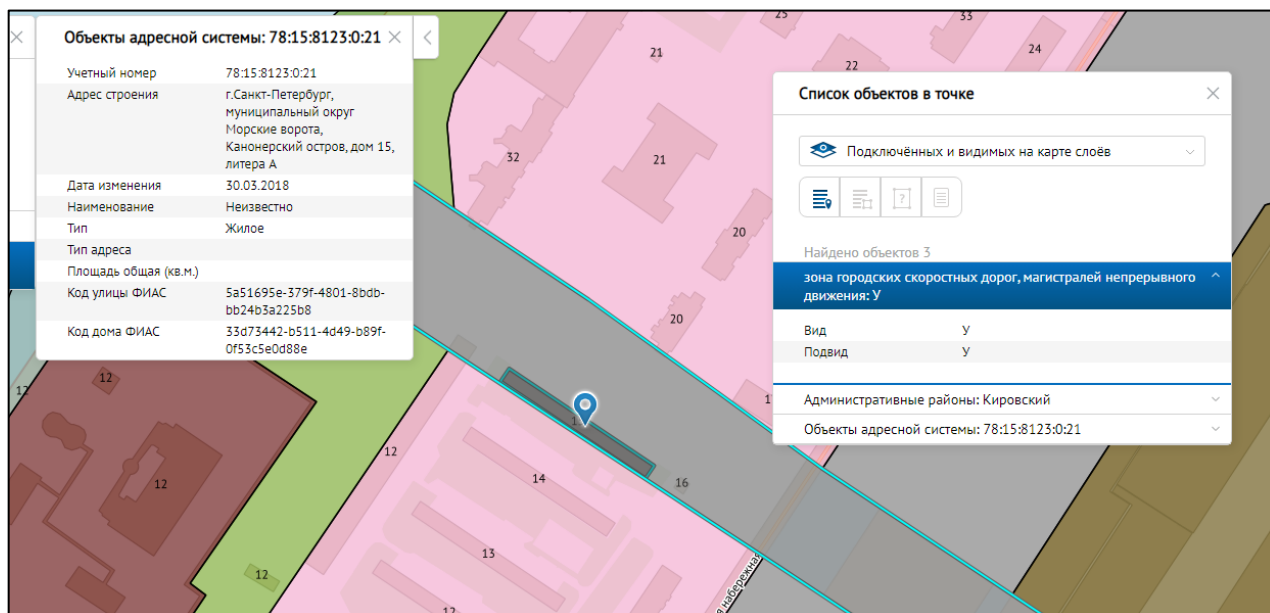 Объекты адресной системы: 78:15:8123:0:21
Учетный номер 78:15:8123:0:21
Адрес строения г.Санкт-Петербург,
муниципальный округ
Морские ворота,
Канонерский остров, дом 15,
литера А
Дата изменения 30.03.2018
Наименование Неизвестно
Тип Жилое
Тип адреса
Площадь общая (кв.м.)
Код улицы ФИАС 5a51695e-379f-4801-8bdb-
bb24b3a225b8
Код дома ФИАС 33d73442-b511-4d49-b89f-
0f53c5e0d88e
Список объектов в точке
Подключённых и видимых на карте слоёв
Найдено объектов 3
зона городских скоростных дорог, магистралей непрерывного
движения: У
Вид У
Подвид У
Административные районы: Кировский
Объекты адресной системы: 78:15:8123:0:21
25
33
21
22
24
32
21
20
20
12
12
12
16
14
12
13
12
12
я набережная